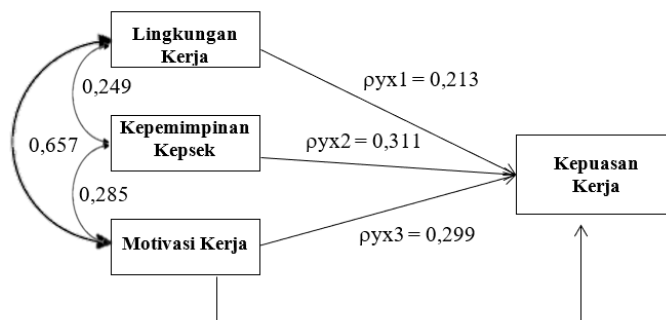 Lingkungan
Kerja
0,249
ρyx1 = 0,213
Kepemimpinan
Kepsek
ρyx2 = 0,311
0,657
Kepuasan
Kerja
0,285
Motivasi Kerja
ρyx3 = 0,299